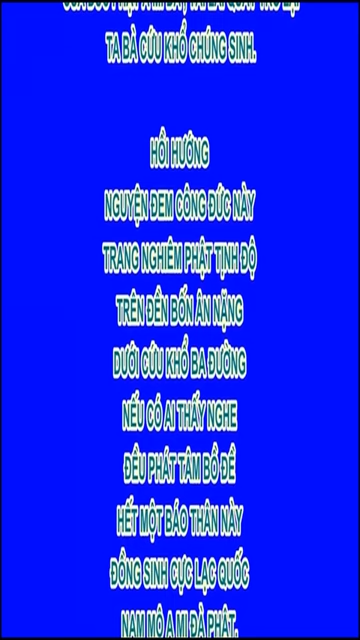 TA BÀ CỨU KHỔ CHÚNG SINH.
HỒI HƯỚNG
NGUYỆN ĐEM CÔNG ĐỨC NÀY
TRANG NGHIÊM PHẬT TỊNH ĐỘ
TRÊN ĐỀN BỐN ÂN NẶNG
DƯỚI CỨU KHỔ BA ĐƯỜNG
NẾU CÓ AI THẤY NGHE
ĐỀU PHÁT TÂM BỒ ĐỀ
HẾT MỘT BÁO THÂN NÀY
ĐỒNG SINH CỰC LẠC QUỐC
NAM MÔ A MI ĐÀ PHẬT.